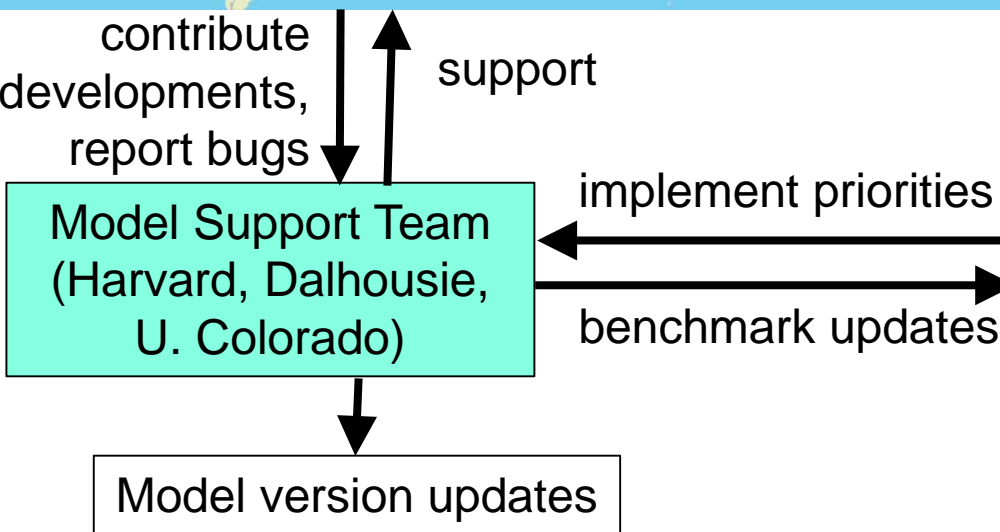 contribute
developments,
report bugs
support
implement priorities
Model Support Team
(Harvard, Dalhousie,
U. Colorado)
benchmark updates
Model version updates